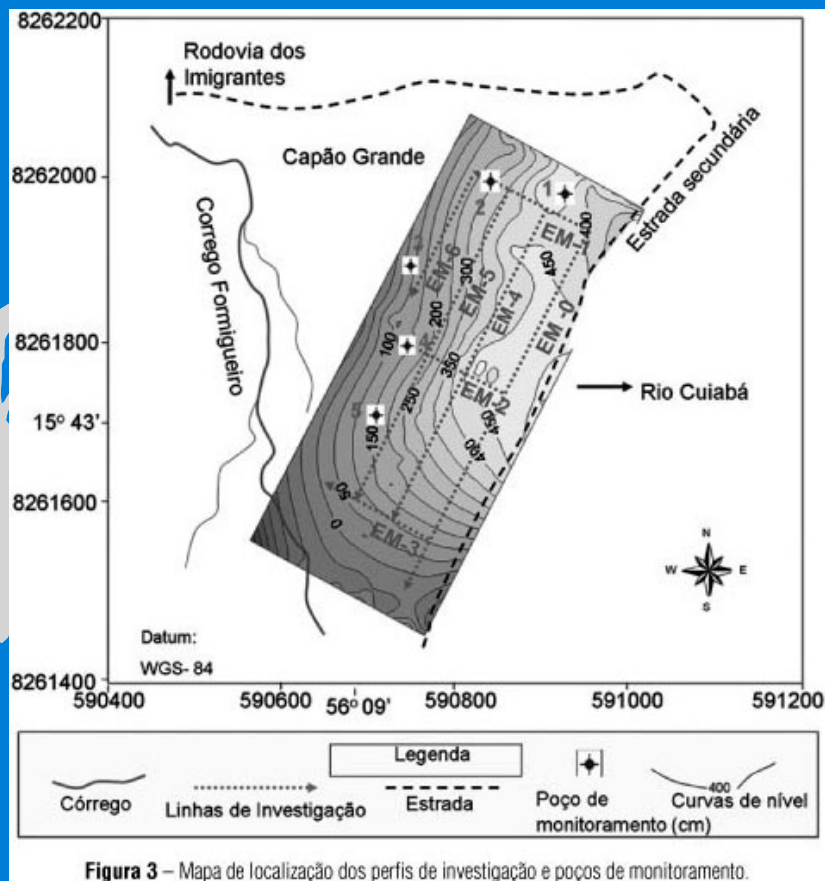 8262200
Rodovia dos
Imigrantes
8262000
Capão Grande
Estrada secundária
Corrego Formigueiro
1
2
3
4
5
EM-1
EM-6
EM-5
EM-4
EM-0
EM-2
EM-3
400
450
300
200
100
350
250
150
450
400
50
0
8261800
Rio Cuiabá
15º 43'
8261600
N
W
E
S
Datum:
WGS- 84
8261400
590400
590600
56º 09'
590800
591000
591200
Legenda
400
Córrego
Linhas de Investigação
Estrada
Poço de
monitoramento (cm)
Curvas de nível
Figura 3 – Mapa de localização dos perfis de investigação e poços de monitoramento.